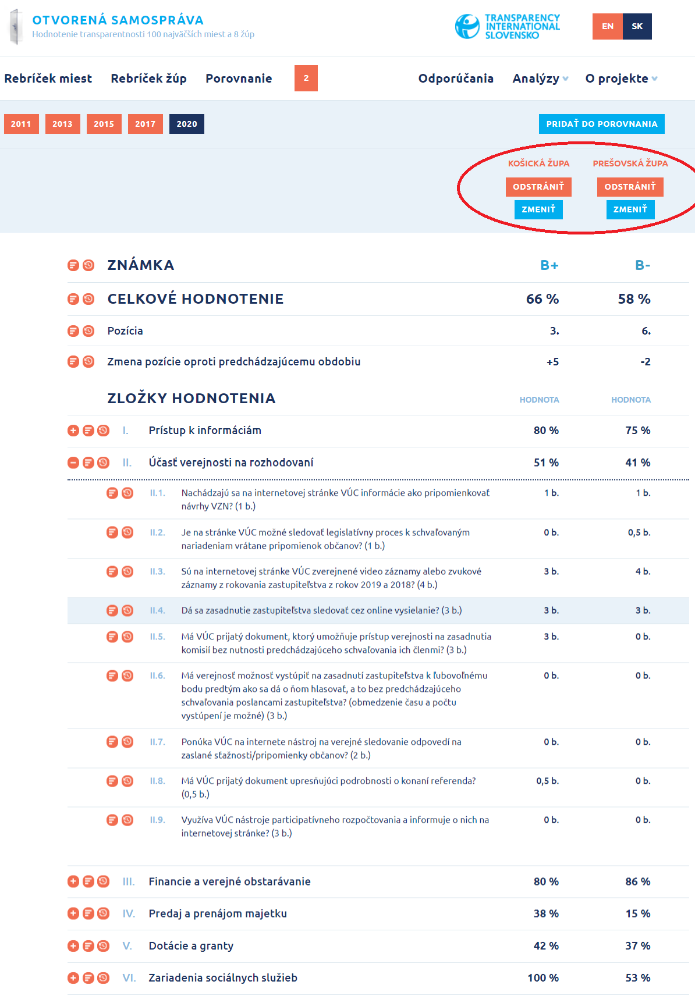 OTVORENÁ SAMOSPRÁVA
Hodnotenie transparentnosti 100 najväčších miest a 8 žúp
TRANSPARENCY
INTERNATIONAL
SLOVENSKO
EN SK
Rebríček miest Rebríček žúp Porovnanie 2 Odporúčania Analýzy O projekte
2011 2013 2015 2017 2020 PRIDAŤ DO POROVNANIA
KOŠICKÁ ŽUPA PREŠOVSKÁ ŽUPA
ODSTRÁNIŤ ODSTRÁNIŤ
ZMENIŤ ZMENIŤ
ZNÁMKA B+ B-
CELKOVÉ HODNOTENIE 66 % 58 %
Pozícia 3. 6.
Zmena pozície oproti predchádzajúcemu obdobiu +5 -2
ZLOŽKY HODNOTENIA HODNOTA HODNOTA
I. Prístup k informáciám 80 % 75 %
II. Účasť verejnosti na rozhodovaní 51 % 41 %
II.1. Nachádzajú sa na internetovej stránke VÚC informácie ako pripomienkovať 1 b. 1 b.
návrhy VZN? (1 b.)
II.2. Je na stránke VÚC možné sledovať legislatívny proces k schvaľovaným 0 b. 0,5 b.
nariadeniam vrátane pripomienok občanov? (1 b.)
II.3. Sú na internetovej stránke VÚC zverejnené video záznamy alebo zvukové 3 b. 4 b.
záznamy z rokovania zastupiteľstva z rokov 2019 a 2018? (4 b.)
II.4. Dá sa zasadnutie zastupiteľstva sledovať cez online vysielanie? (3 b.) 3 b. 3 b.
II.5. Má VÚC prijatý dokument, ktorý umožňuje prístup verejnosti na zasadnutia 3 b. 0 b.
komisií bez nutnosti predchádzajúceho schvaľovania ich členmi? (3 b.)
II.6. Má verejnosť možnosť vystúpiť na zasadnutí zastupiteľstva k ľubovoľnému 0 b. 0 b.
bodu predtým ako sa dá o ňom hlasovať, a to bez predchádzajúceho
schvaľovania poslancami zastupiteľstva? (obmedzenie času a počtu
vystúpení je možné) (3 b.)
II.7. Ponúka VÚC na internete nástroj na verejné sledovanie odpovedí na 0 b. 0 b.
zaslané sťažnosti/pripomienky občanov? (2 b.)
II.8. Má VÚC prijatý dokument upresňujúci podrobnosti o konaní referenda? 0,5 b. 0 b.
(0,5 b.)
II.9. Využíva VÚC nástroje participatívneho rozpočtovania a informuje o nich na 0 b. 0 b.
internetovej stránke? (3 b.)
III. Financie a verejné obstarávanie 80 % 86 %
IV. Predaj a prenájom majetku 38 % 15 %
V. Dotácie a granty 42 % 37 %
VI. Zariadenia sociálnych služieb 100 % 53 %